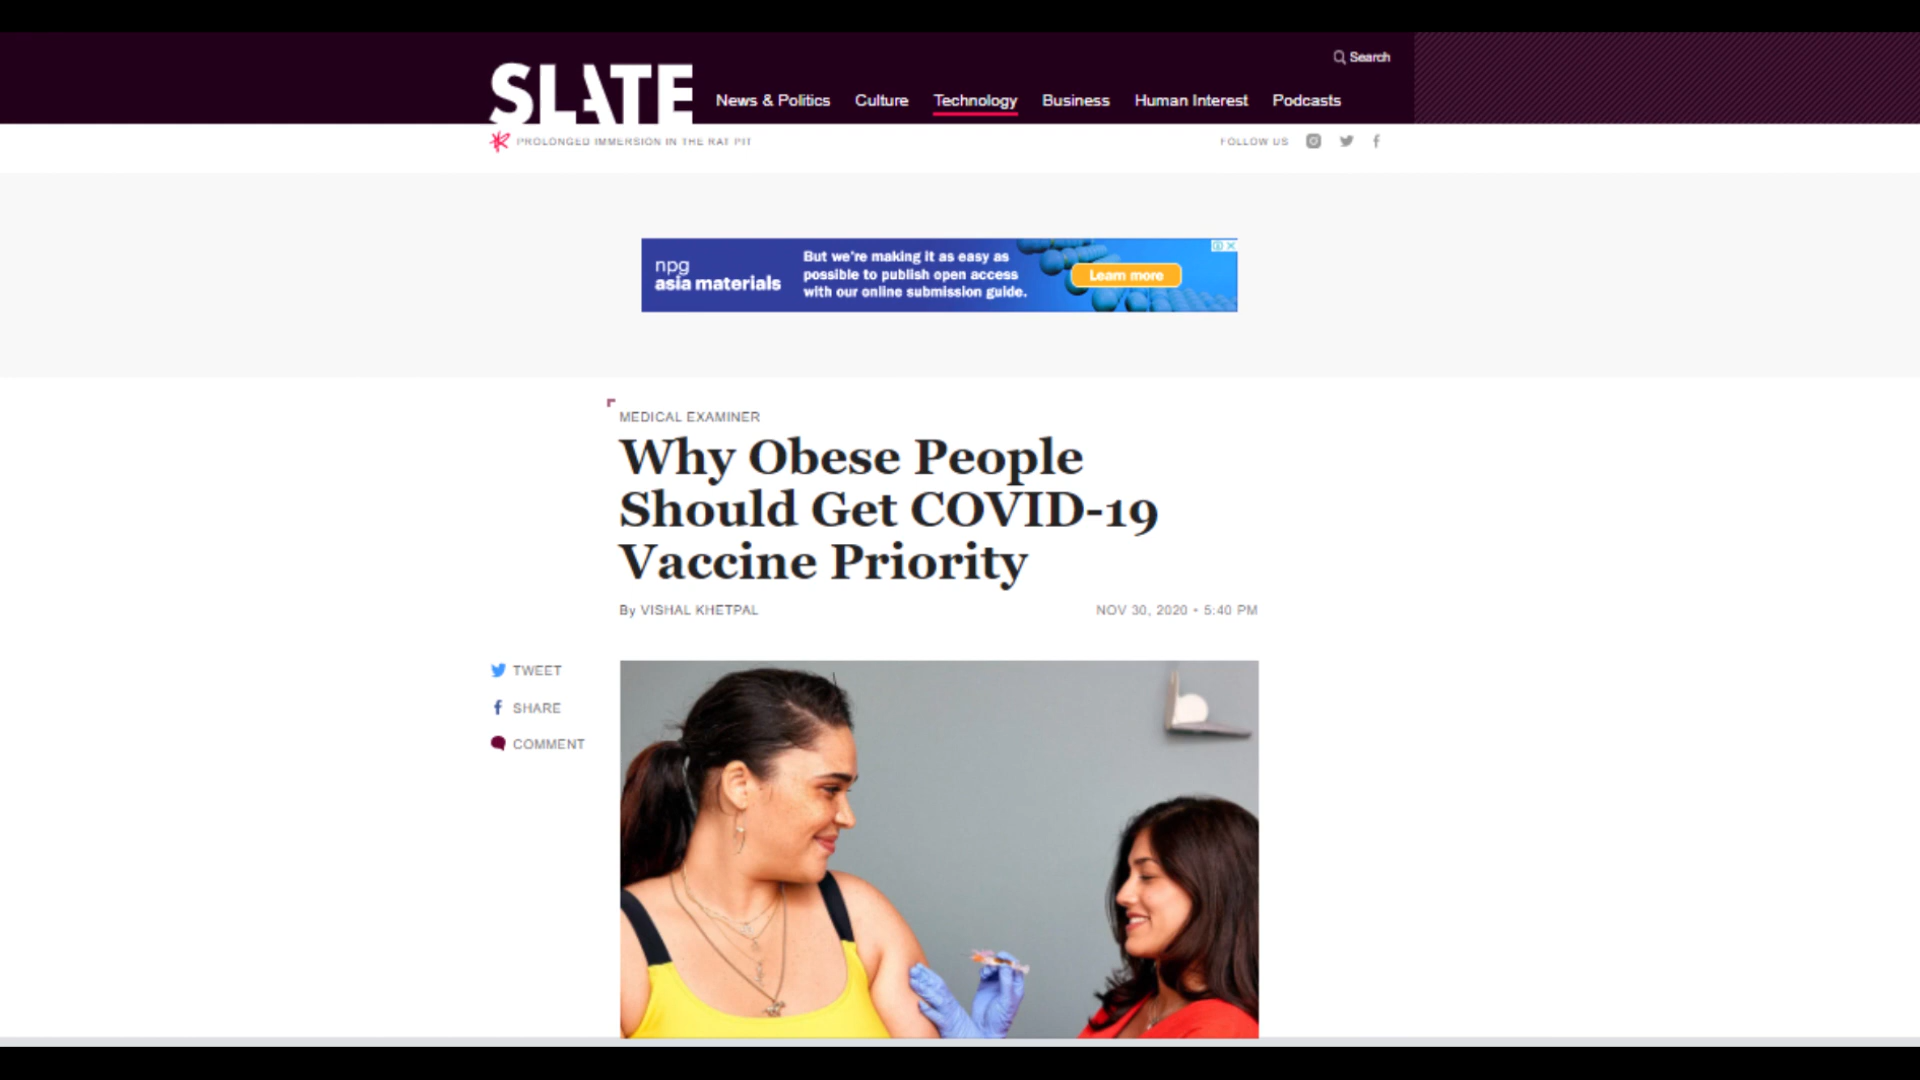 Search
SLATE
News & Politics Culture Technology Business Human Interest Podcasts
PROLONGED IMMERSION IN THE RAT PIT
FOLLOW US
npg
asia materials
But we're making it as easy as
possible to publish open access
with our online submission guide.
Learn more
MEDICAL EXAMINER
Why Obese People
Should Get COVID-19
Vaccine Priority
By VISHAL KHETPAL
NOV 30, 2020 • 5:40 PM
TWEET
SHARE
COMMENT